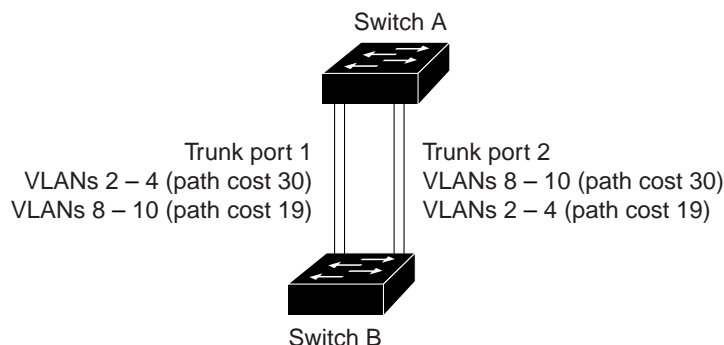 Switch A
Trunk port 1
VLANs 2 – 4 (path cost 30)
VLANs 8 – 10 (path cost 19)
Trunk port 2
VLANs 8 – 10 (path cost 30)
VLANs 2 – 4 (path cost 19)
Switch B